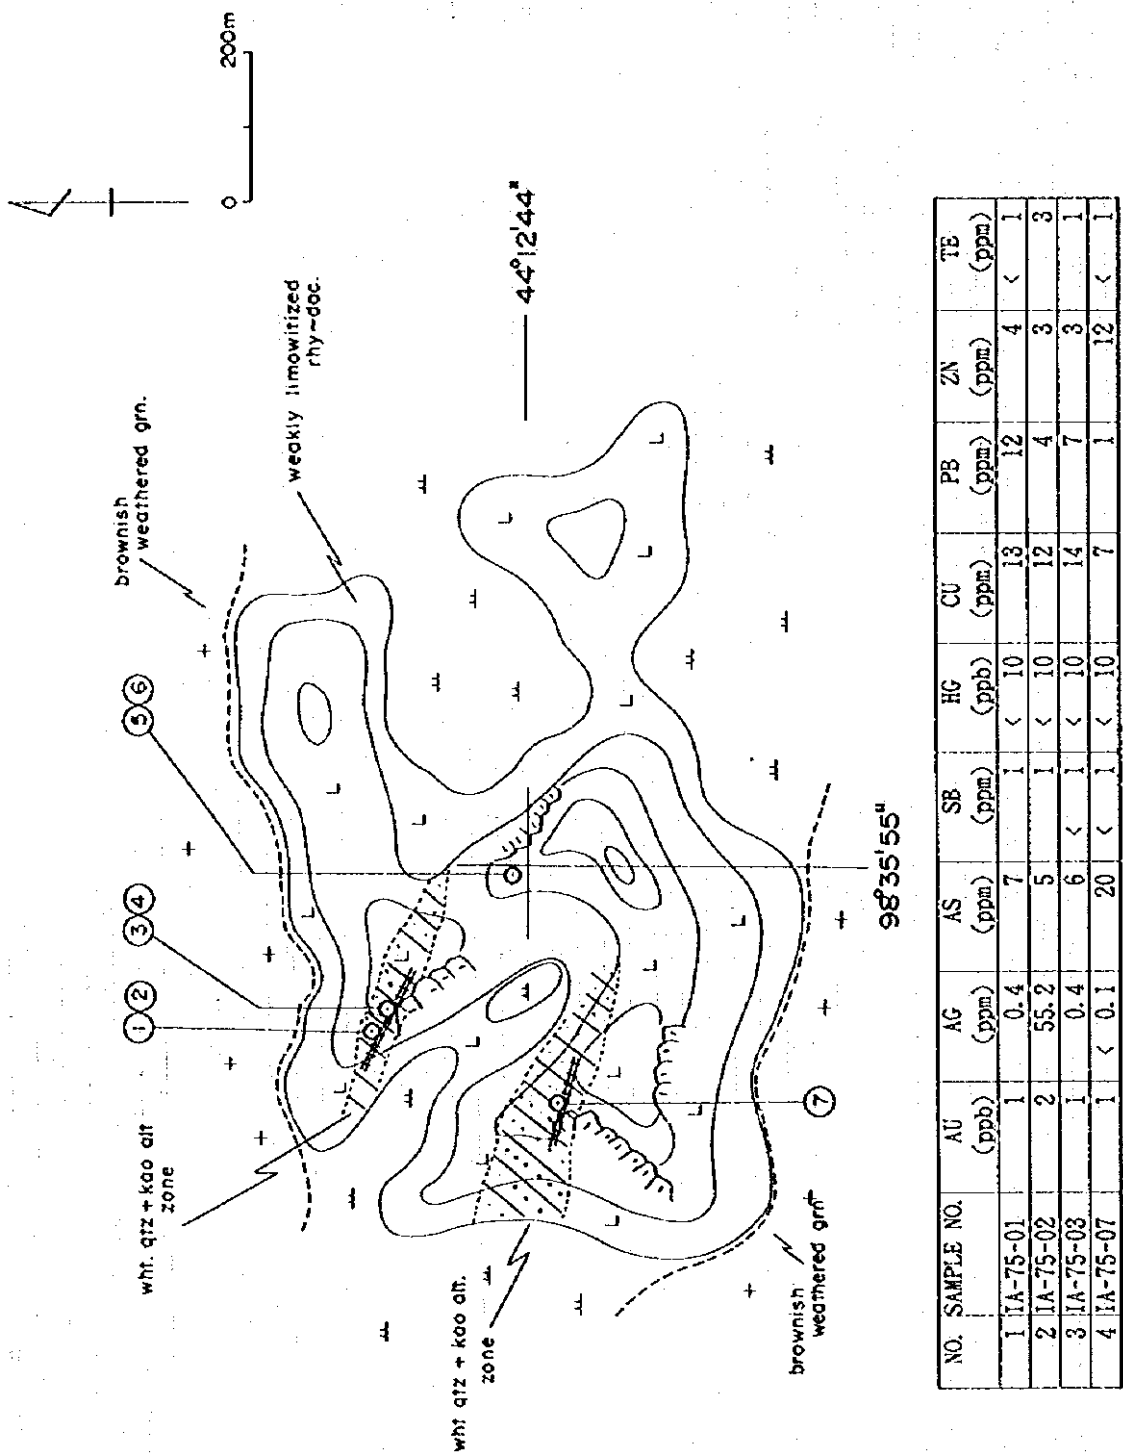 0
200m
brownish
weathered grn.
weakly limowitized
rhy~dac.
44°12'44"
① ②
③ ④
⑤ ⑥
wht. qtz + kao alt
zone
wht qtz + kao alt.
zone
⑦
98°35'55"
brownish
weathered grn
NO. SAMPLE NO. AU (ppb) AG (ppm) AS (ppm) SB (ppm) HG (ppb) CU (ppm) PB (ppm) ZN (ppm) TE (ppm)
1 IA-75-01 1 0.4 7 1 < 10 13 12 4 < 1
2 IA-75-02 2 55.2 5 1 < 10 12 4 3 3
3 IA-75-03 1 0.4 6 < 1 < 10 14 7 3 1
4 IA-75-07 1 < 0.1 20 < 1 < 10 7 1 12 < 1